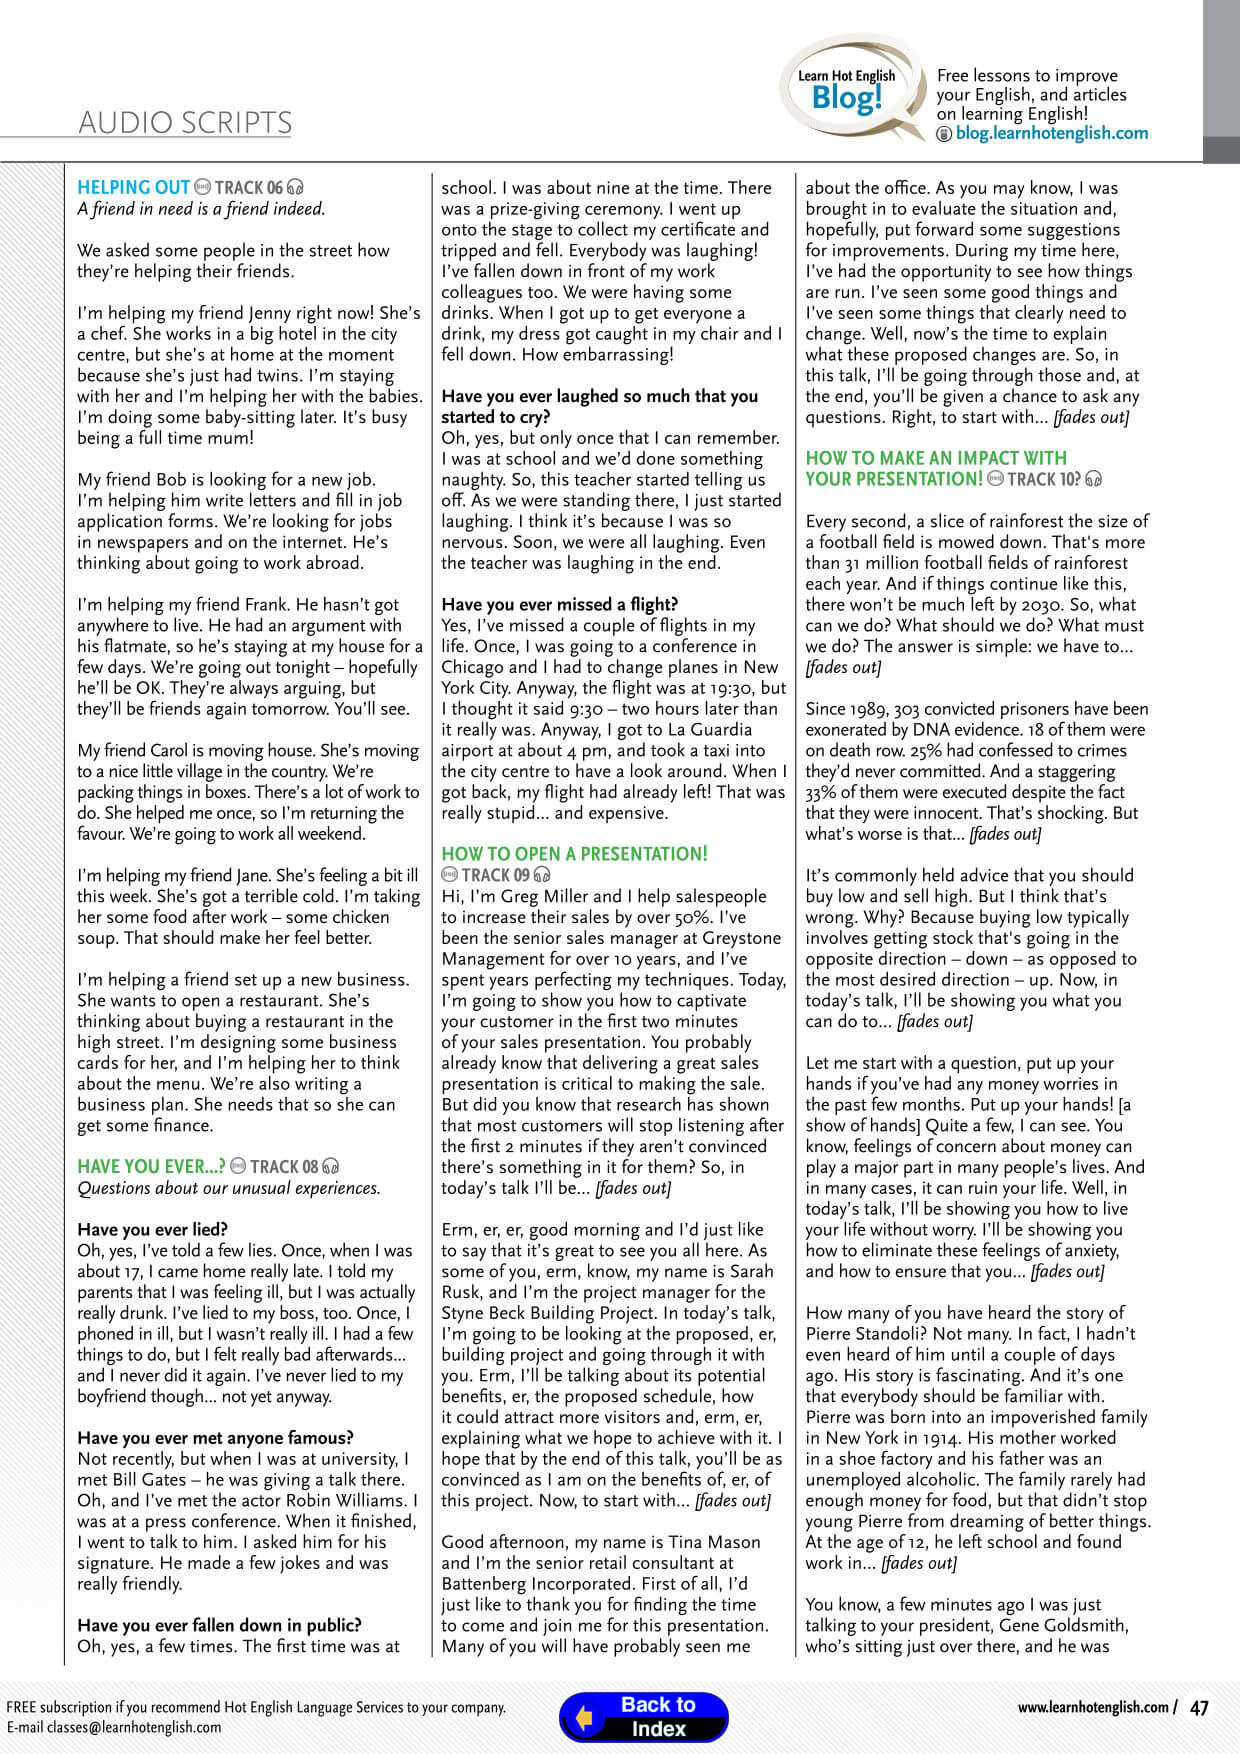 AUDIO SCRIPTS
Learn Hot English
Blog!
Free lessons to improve
your English, and articles
on learning English!
blog.learnhotenglish.com
HELPING OUT TRACK 06
A friend in need is a friend indeed.
We asked some people in the street how
they're helping their friends.
I'm helping my friend Jenny right now! She's
a chef. She works in a big hotel in the city
centre, but she's at home at the moment
because she's just had twins. I'm staying
with her and I'm helping her with the babies.
I'm doing some baby-sitting later. It's busy
being a full time mum!
My friend Bob is looking for a new job.
I'm helping him write letters and fill in job
application forms. We're looking for jobs
in newspapers and on the internet. He's
thinking about going to work abroad.
I'm helping my friend Frank. He hasn't got
anywhere to live. He had an argument with
his flatmate, so he's staying at my house for a
few days. We're going out tonight – hopefully
he'll be OK. They're always arguing, but
they'll be friends again tomorrow. You'll see.
My friend Carol is moving house. She's moving
to a nice little village in the country. We're
packing things in boxes. There's a lot of work to
do. She helped me once, so I'm returning the
favour. We're going to work all weekend.
I'm helping my friend Jane. She's feeling a bit ill
this week. She's got a terrible cold. I'm taking
her some food after work – some chicken
soup. That should make her feel better.
I'm helping a friend set up a new business.
She wants to open a restaurant. She's
thinking about buying a restaurant in the
high street. I'm designing some business
cards for her, and I'm helping her to think
about the menu. We're also writing a
business plan. She needs that so she can
get some finance.
HAVE YOU EVER...? TRACK 08
Questions about our unusual experiences.
Have you ever lied?
Oh, yes, I've told a few lies. Once, when I was
about 17, I came home really late. I told my
parents that I was feeling ill, but I was actually
really drunk. I've lied to my boss, too. Once, I
phoned in ill, but I wasn't really ill. I had a few
things to do, but I felt really bad afterwards...
and I never did it again. I've never lied to my
boyfriend though... not yet anyway.
Have you ever met anyone famous?
Not recently, but when I was at university, I
met Bill Gates – he was giving a talk there.
Oh, and I've met the actor Robin Williams. I
was at a press conference. When it finished,
I went to talk to him. I asked him for his
signature. He made a few jokes and was
really friendly.
Have you ever fallen down in public?
Oh, yes, a few times. The first time was at
school. I was about nine at the time. There
was a prize-giving ceremony. I went up
onto the stage to collect my certificate and
tripped and fell. Everybody was laughing!
I've fallen down in front of my work
colleagues too. We were having some
drinks. When I got up to get everyone a
drink, my dress got caught in my chair and I
fell down. How embarrassing!
Have you ever laughed so much that you
started to cry?
Oh, yes, but only once that I can remember.
I was at school and we'd done something
naughty. So, this teacher started telling us
off. As we were standing there, I just started
laughing. I think it's because I was so
nervous. Soon, we were all laughing. Even
the teacher was laughing in the end.
Have you ever missed a flight?
Yes, I've missed a couple of flights in my
life. Once, I was going to a conference in
Chicago and I had to change planes in New
York City. Anyway, the flight was at 19:30, but
I thought it said 9:30 – two hours later than
it really was. Anyway, I got to La Guardia
airport at about 4 pm, and took a taxi into
the city centre to have a look around. When I
got back, my flight had already left! That was
really stupid... and expensive.
HOW TO OPEN A PRESENTATION!
TRACK 09
Hi, I'm Greg Miller and I help salespeople
to increase their sales by over 50%. I've
been the senior sales manager at Greystone
Management for over 10 years, and I've
spent years perfecting my techniques. Today,
I'm going to show you how to captivate
your customer in the first two minutes
of your sales presentation. You probably
already know that delivering a great sales
presentation is critical to making the sale.
But did you know that research has shown
that most customers will stop listening after
the first 2 minutes if they aren't convinced
there's something in it for them? So, in
today's talk I'll be... [fades out]
Erm, er, er, good morning and I'd just like
to say that it's great to see you all here. As
some of you, erm, know, my name is Sarah
Rusk, and I'm the project manager for the
Styne Beck Building Project. In today's talk,
I'm going to be looking at the proposed, er,
building project and going through it with
you. Erm, I'll be talking about its potential
benefits, er, the proposed schedule, how
it could attract more visitors and, erm, er,
explaining what we hope to achieve with it. I
hope that by the end of this talk, you'll be as
convinced as I am on the benefits of, er, of
this project. Now, to start with... [fades out]
Good afternoon, my name is Tina Mason
and I'm the senior retail consultant at
Battenberg Incorporated. First of all, I'd
just like to thank you for finding the time
to come and join me for this presentation.
Many of you will have probably seen me
about the office. As you may know, I was
brought in to evaluate the situation and,
hopefully, put forward some suggestions
for improvements. During my time here,
I've had the opportunity to see how things
are run. I've seen some good things and
I've seen some things that clearly need to
change. Well, now's the time to explain
what these proposed changes are. So, in
this talk, I'll be going through those and, at
the end, you'll be given a chance to ask any
questions. Right, to start with... [fades out]
HOW TO MAKE AN IMPACT WITH
YOUR PRESENTATION! TRACK 10?
Every second, a slice of rainforest the size of
a football field is mowed down. That's more
than 31 million football fields of rainforest
each year. And if things continue like this,
there won't be much left by 2030. So, what
can we do? What should we do? What must
we do? The answer is simple: we have to...
[fades out]
Since 1989, 303 convicted prisoners have been
exonerated by DNA evidence. 18 of them were
on death row. 25% had confessed to crimes
they'd never committed. And a staggering
33% of them were executed despite the fact
that they were innocent. That's shocking. But
what's worse is that... [fades out]
It's commonly held advice that you should
buy low and sell high. But I think that's
wrong. Why? Because buying low typically
involves getting stock that's going in the
opposite direction – down – as opposed to
the most desired direction – up. Now, in
today's talk, I'll be showing you what you
can do to... [fades out]
Let me start with a question, put up your
hands if you've had any money worries in
the past few months. Put up your hands! [a
show of hands] Quite a few, I can see. You
know, feelings of concern about money can
play a major part in many people's lives. And
in many cases, it can ruin your life. Well, in
today's talk, I'll be showing you how to live
your life without worry. I'll be showing you
how to eliminate these feelings of anxiety,
and how to ensure that you... [fades out]
How many of you have heard the story of
Pierre Standoli? Not many. In fact, I hadn't
even heard of him until a couple of days
ago. His story is fascinating. And it's one
that everybody should be familiar with.
Pierre was born into an impoverished family
in New York in 1914. His mother worked
in a shoe factory and his father was an
unemployed alcoholic. The family rarely had
enough money for food, but that didn't stop
young Pierre from dreaming of better things.
At the age of 12, he left school and found
work in... [fades out]
You know, a few minutes ago I was just
talking to your president, Gene Goldsmith,
who's sitting just over there, and he was
FREE subscription if you recommend Hot English Language Services to your company.
E-mail classes@learnhotenglish.com
Back to
Index
www.learnhotenglish.com / 47